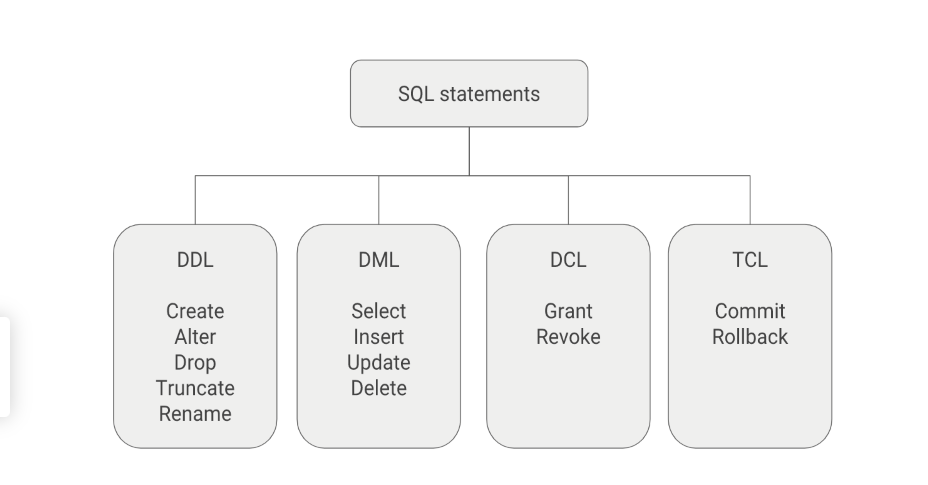 SQL statements
DDL
Create
Alter
Drop
Truncate
Rename
DML
Select
Insert
Update
Delete
DCL
Grant
Revoke
TCL
Commit
Rollback